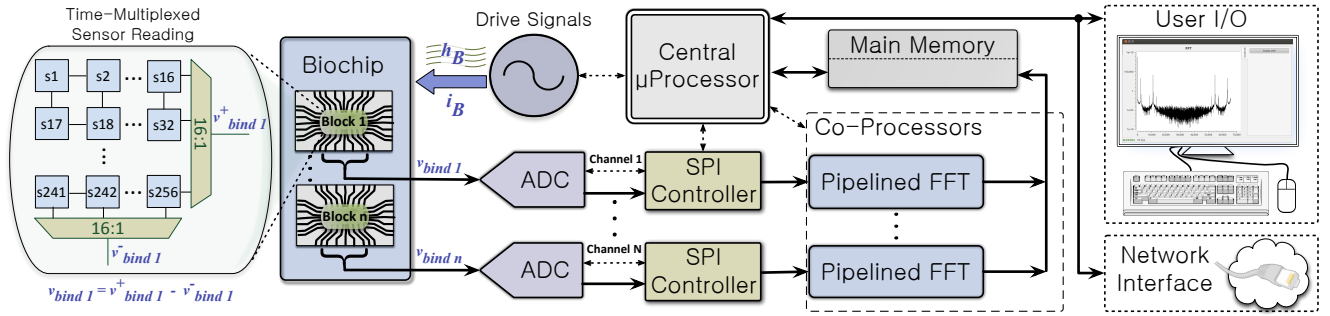 Time-Multiplexed
Sensor Reading
s1 s2 ••• s16
s17 s18 ••• s32
s241 s242 ••• s256
16:1
16:1
v+bind 1
v-bind 1
vbind 1 = v+bind 1 - v-bind 1
Biochip
Block 1
Block n
hB
iB
Drive Signals
vbind 1
vbind n
ADC
ADC
Channel 1
Channel N
Central
µProcessor
SPI
Controller
SPI
Controller
Main Memory
Co-Processors
Pipelined FFT
Pipelined FFT
User I/O
FFT
Network
Interface